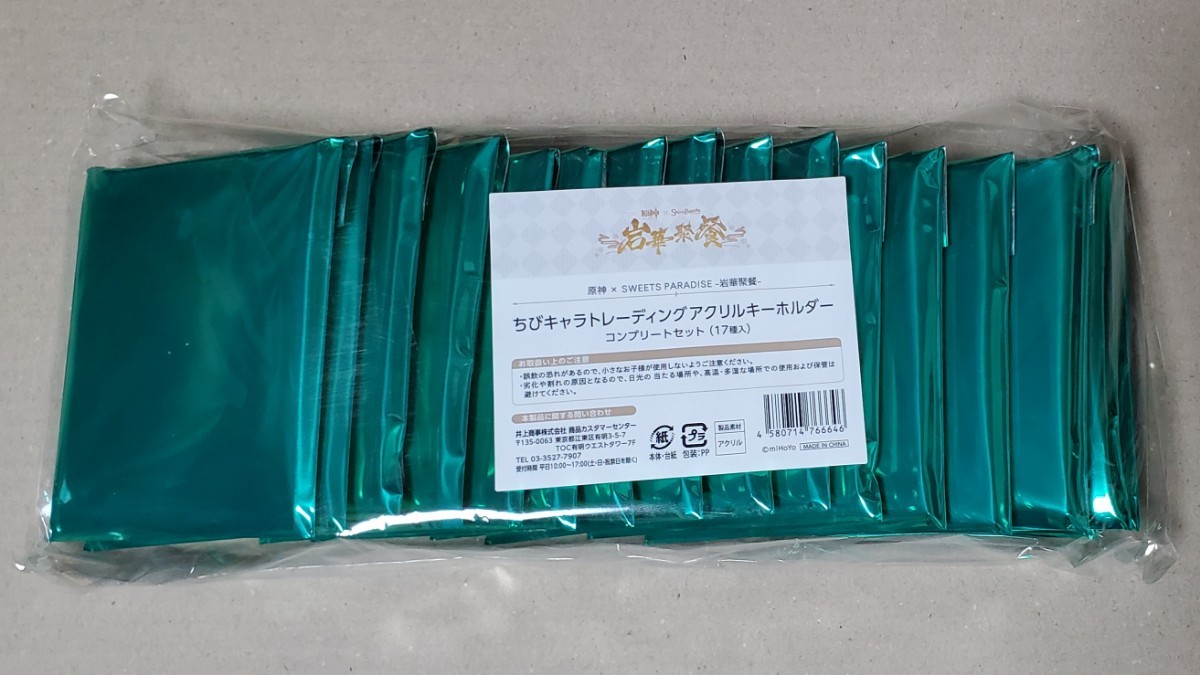 原神 × SweetsParadise
岩華聚餐
原神 × SWEETS PARADISE -岩華聚餐-
ちびキャラトレーディングアクリルキーホルダー
コンプリートセット（17種入）
お取扱い上のご注意
・誤飲の恐れがあるので、小さなお子様が使用しないようご注意ください。
・劣化や割れの原因となるので、日光の当たる場所や、高温・多湿な場所での使用および保管は
避けてください。
本製品に関する問い合わせ
井上商事株式会社 商品カスタマーセンター
〒135-0063 東京都江東区有明3-5-7
TOC有明ウエストタワー7F
TEL 03-3527-7907
受付時間 平日10:00～17:00(土・日・祝祭日を除く)
紙
本体・台紙
プラ
包装:PP
製品素材
アクリル
4 580714 766646
©miHoYo MADE IN CHINA